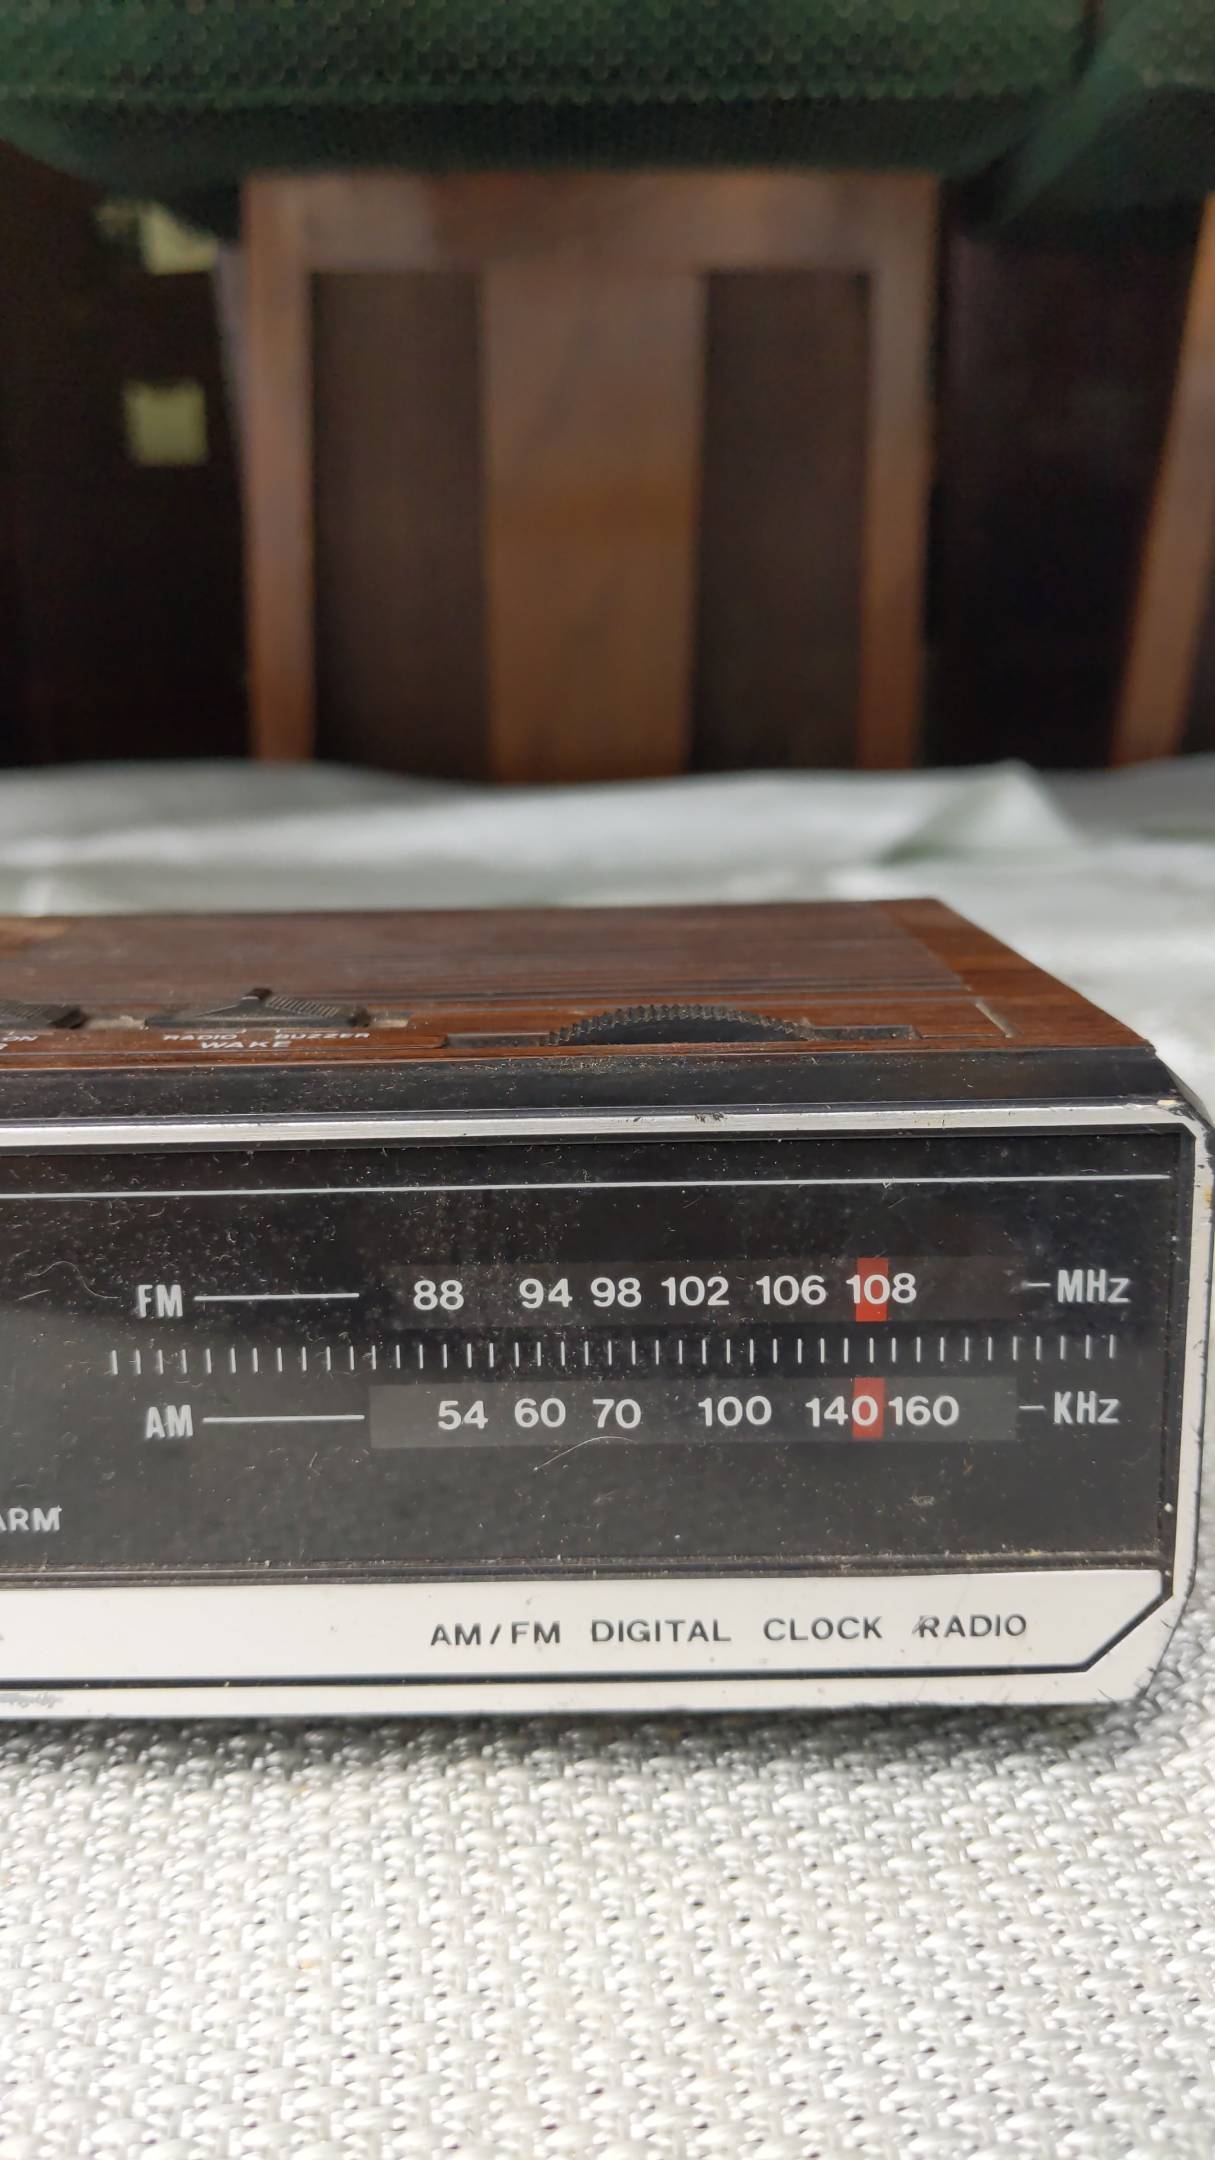 ON
RADIO BUZZER
WAKE
FM 88 94 98 102 106 108 MHz
AM 54 60 70 100 140 160 KHz
ARM
AM/FM DIGITAL CLOCK RADIO